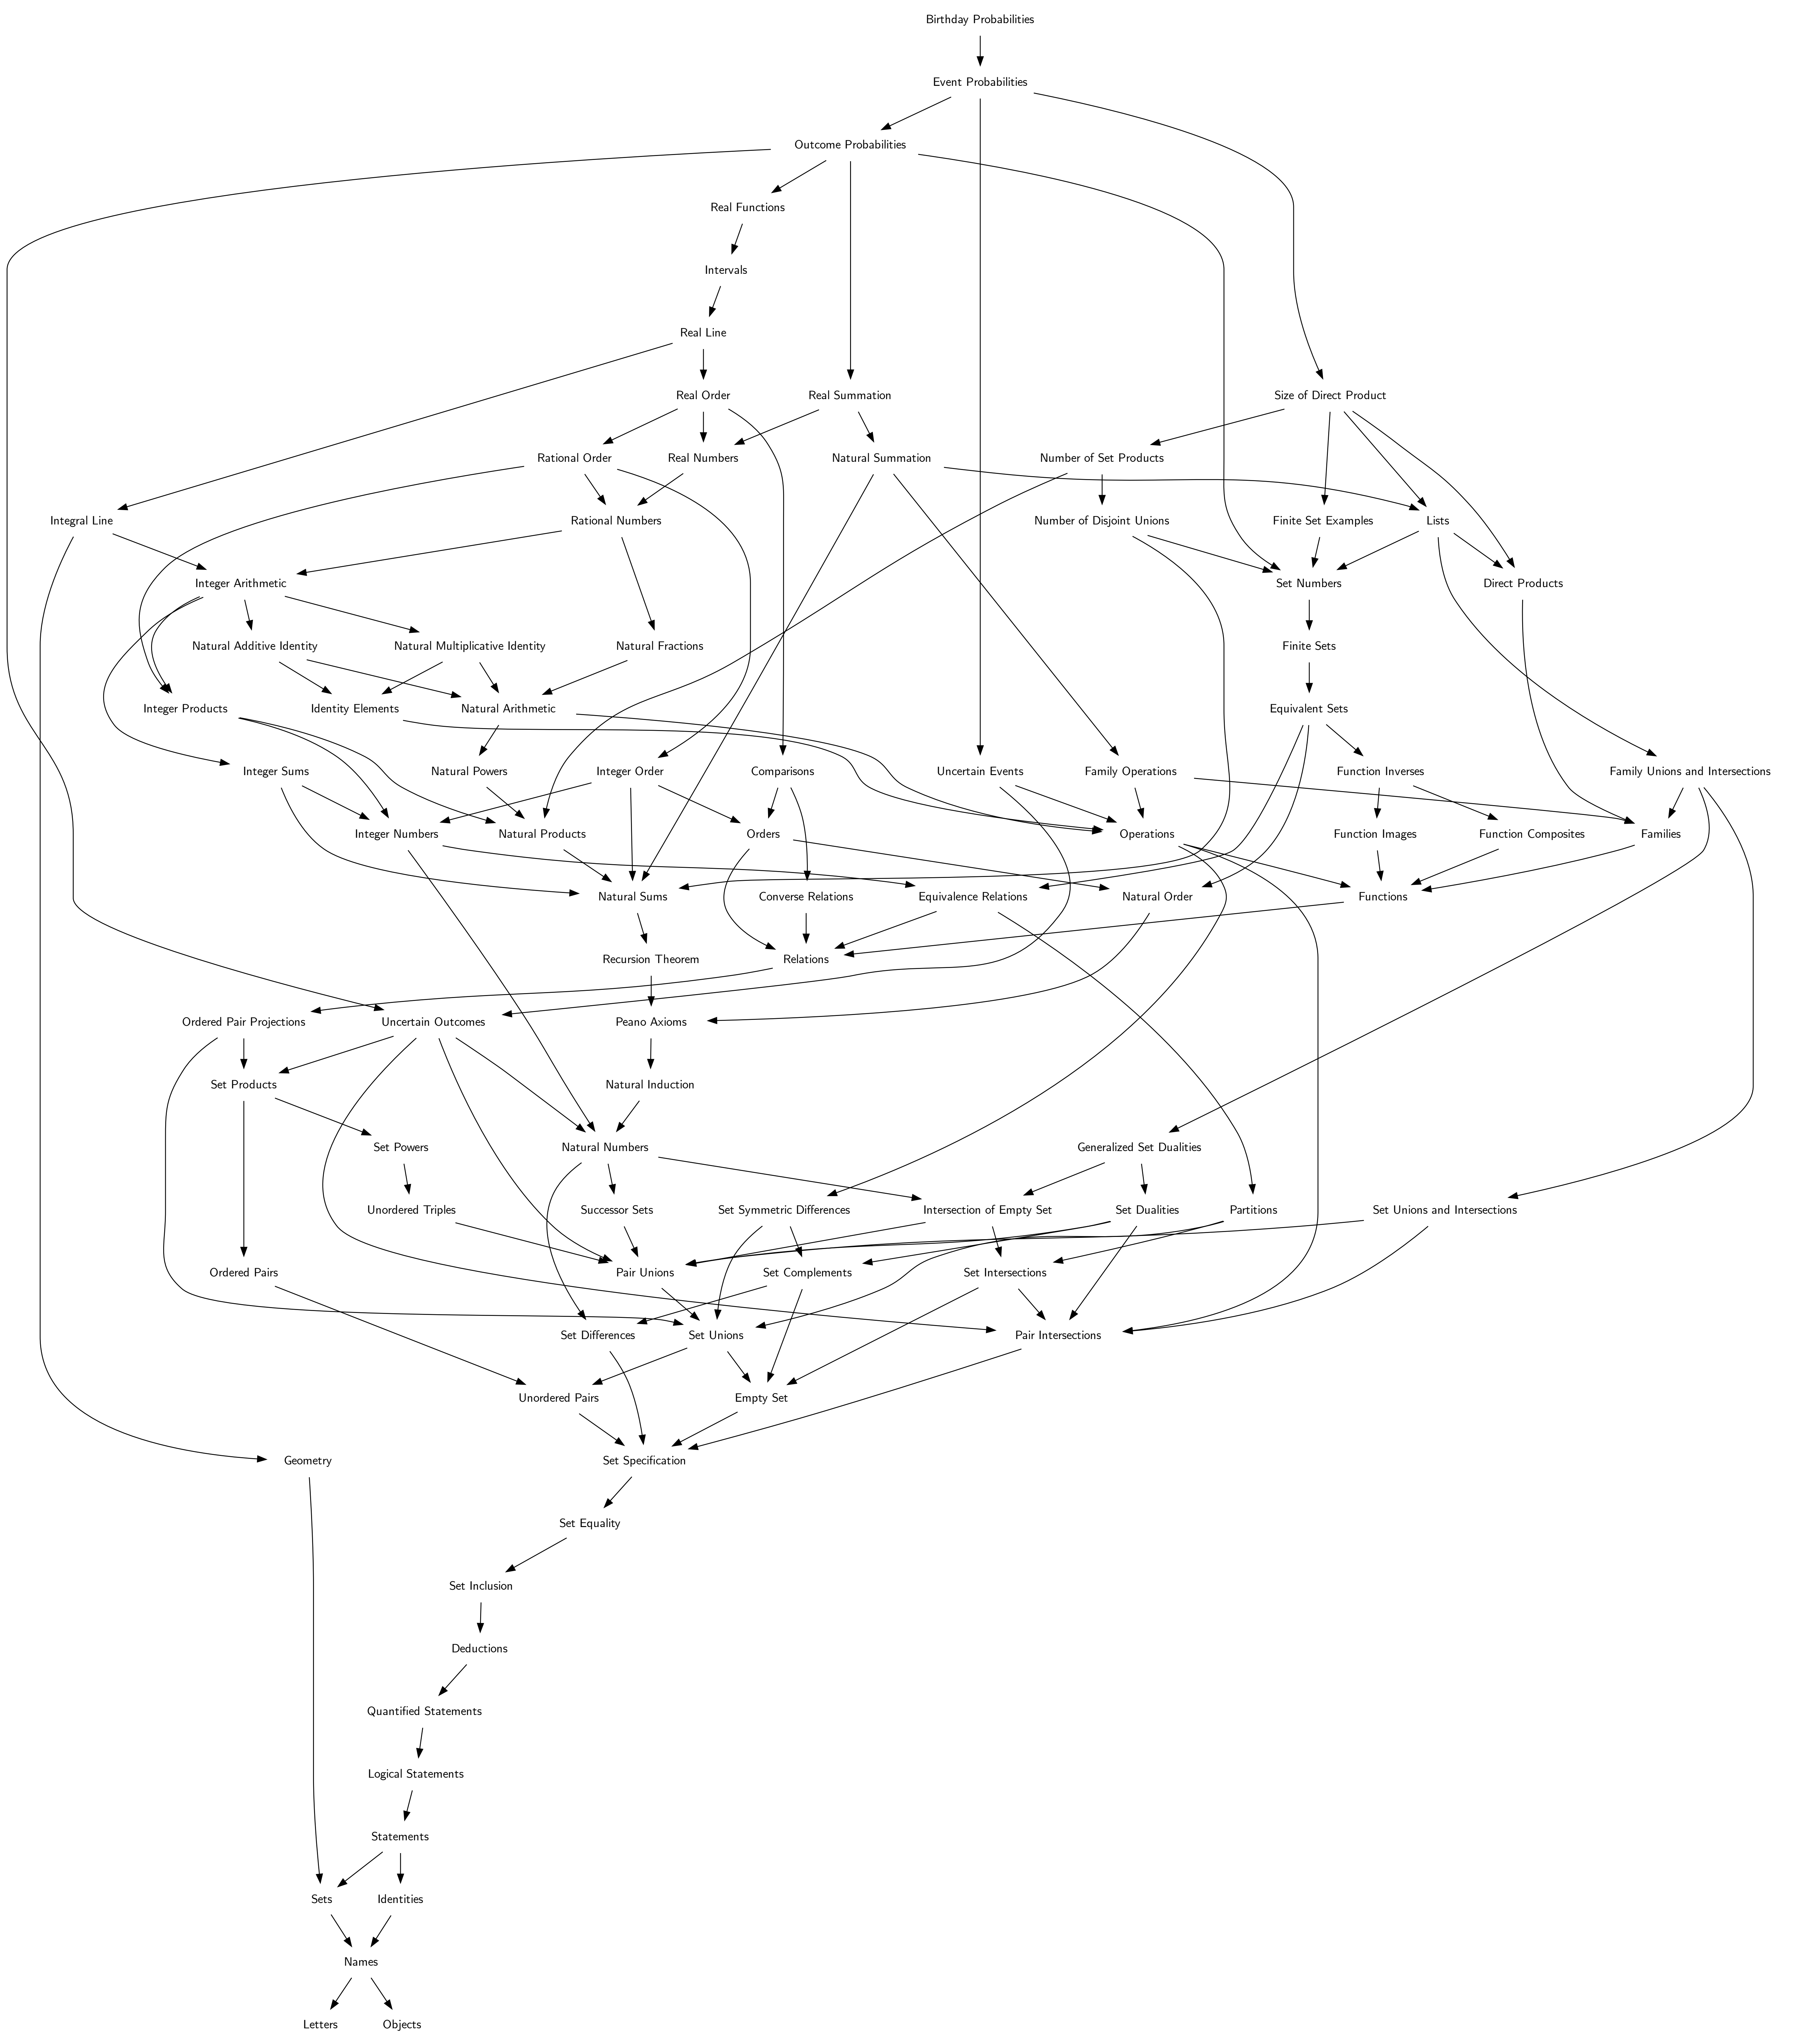 Birthday Probabilities
Event Probabilities
Outcome Probabilities
Real Functions
Intervals
Real Line
Real Order
Real Summation
Size of Direct Product
Rational Order
Real Numbers
Natural Summation
Number of Set Products
Integral Line
Rational Numbers
Number of Disjoint Unions
Finite Set Examples
Lists
Integer Arithmetic
Set Numbers
Direct Products
Natural Additive Identity
Natural Multiplicative Identity
Natural Fractions
Finite Sets
Integer Products
Identity Elements
Natural Arithmetic
Equivalent Sets
Integer Sums
Natural Powers
Integer Order
Comparisons
Uncertain Events
Family Operations
Function Inverses
Family Unions and Intersections
Integer Numbers
Natural Products
Orders
Operations
Function Images
Function Composites
Families
Natural Sums
Converse Relations
Equivalence Relations
Natural Order
Functions
Recursion Theorem
Relations
Ordered Pair Projections
Uncertain Outcomes
Peano Axioms
Set Products
Natural Induction
Set Powers
Natural Numbers
Generalized Set Dualities
Unordered Triples
Successor Sets
Set Symmetric Differences
Intersection of Empty Set
Set Dualities
Partitions
Set Unions and Intersections
Ordered Pairs
Pair Unions
Set Complements
Set Intersections
Set Differences
Set Unions
Pair Intersections
Unordered Pairs
Empty Set
Geometry
Set Specification
Set Equality
Set Inclusion
Deductions
Quantified Statements
Logical Statements
Statements
Sets
Identities
Names
Letters
Objects